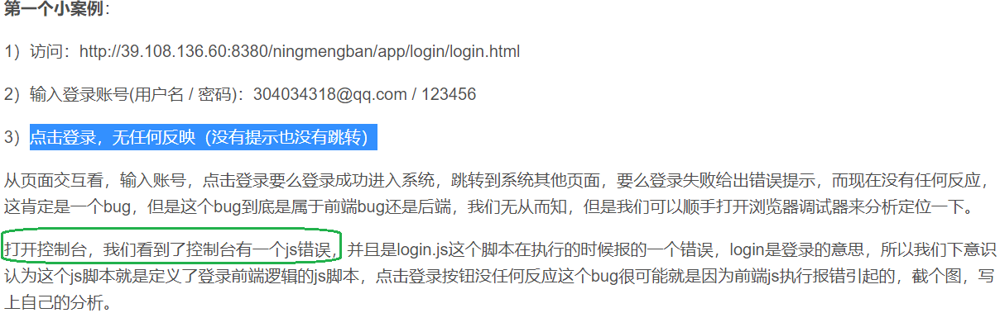 第一个小案例：
1）访问：http://39.108.136.60:8380/ningmengban/app/login/login.html
2）输入登录账号(用户名 / 密码)：304034318@qq.com / 123456
3）点击登录，无任何反映（没有提示也没有跳转）
从页面交互看，输入账号，点击登录要么登录成功进入系统，跳转到系统其他页面，要么登录失败给出错误提示，而现在没有任何反应，
这肯定是一个bug，但是这个bug到底是属于前端bug还是后端，我们无从而知，但是我们可以顺手打开浏览器调试器来分析定位一下。
打开控制台，我们看到了控制台有一个js错误，并且是login.js这个脚本在执行的时候报的一个错误，login是登录的意思，所以我们下意识
认为这个js脚本就是定义了登录前端逻辑的js脚本，点击登录按钮没任何反应这个bug很可能就是因为前端js执行报错引起的，截个图，写
上自己的分析。